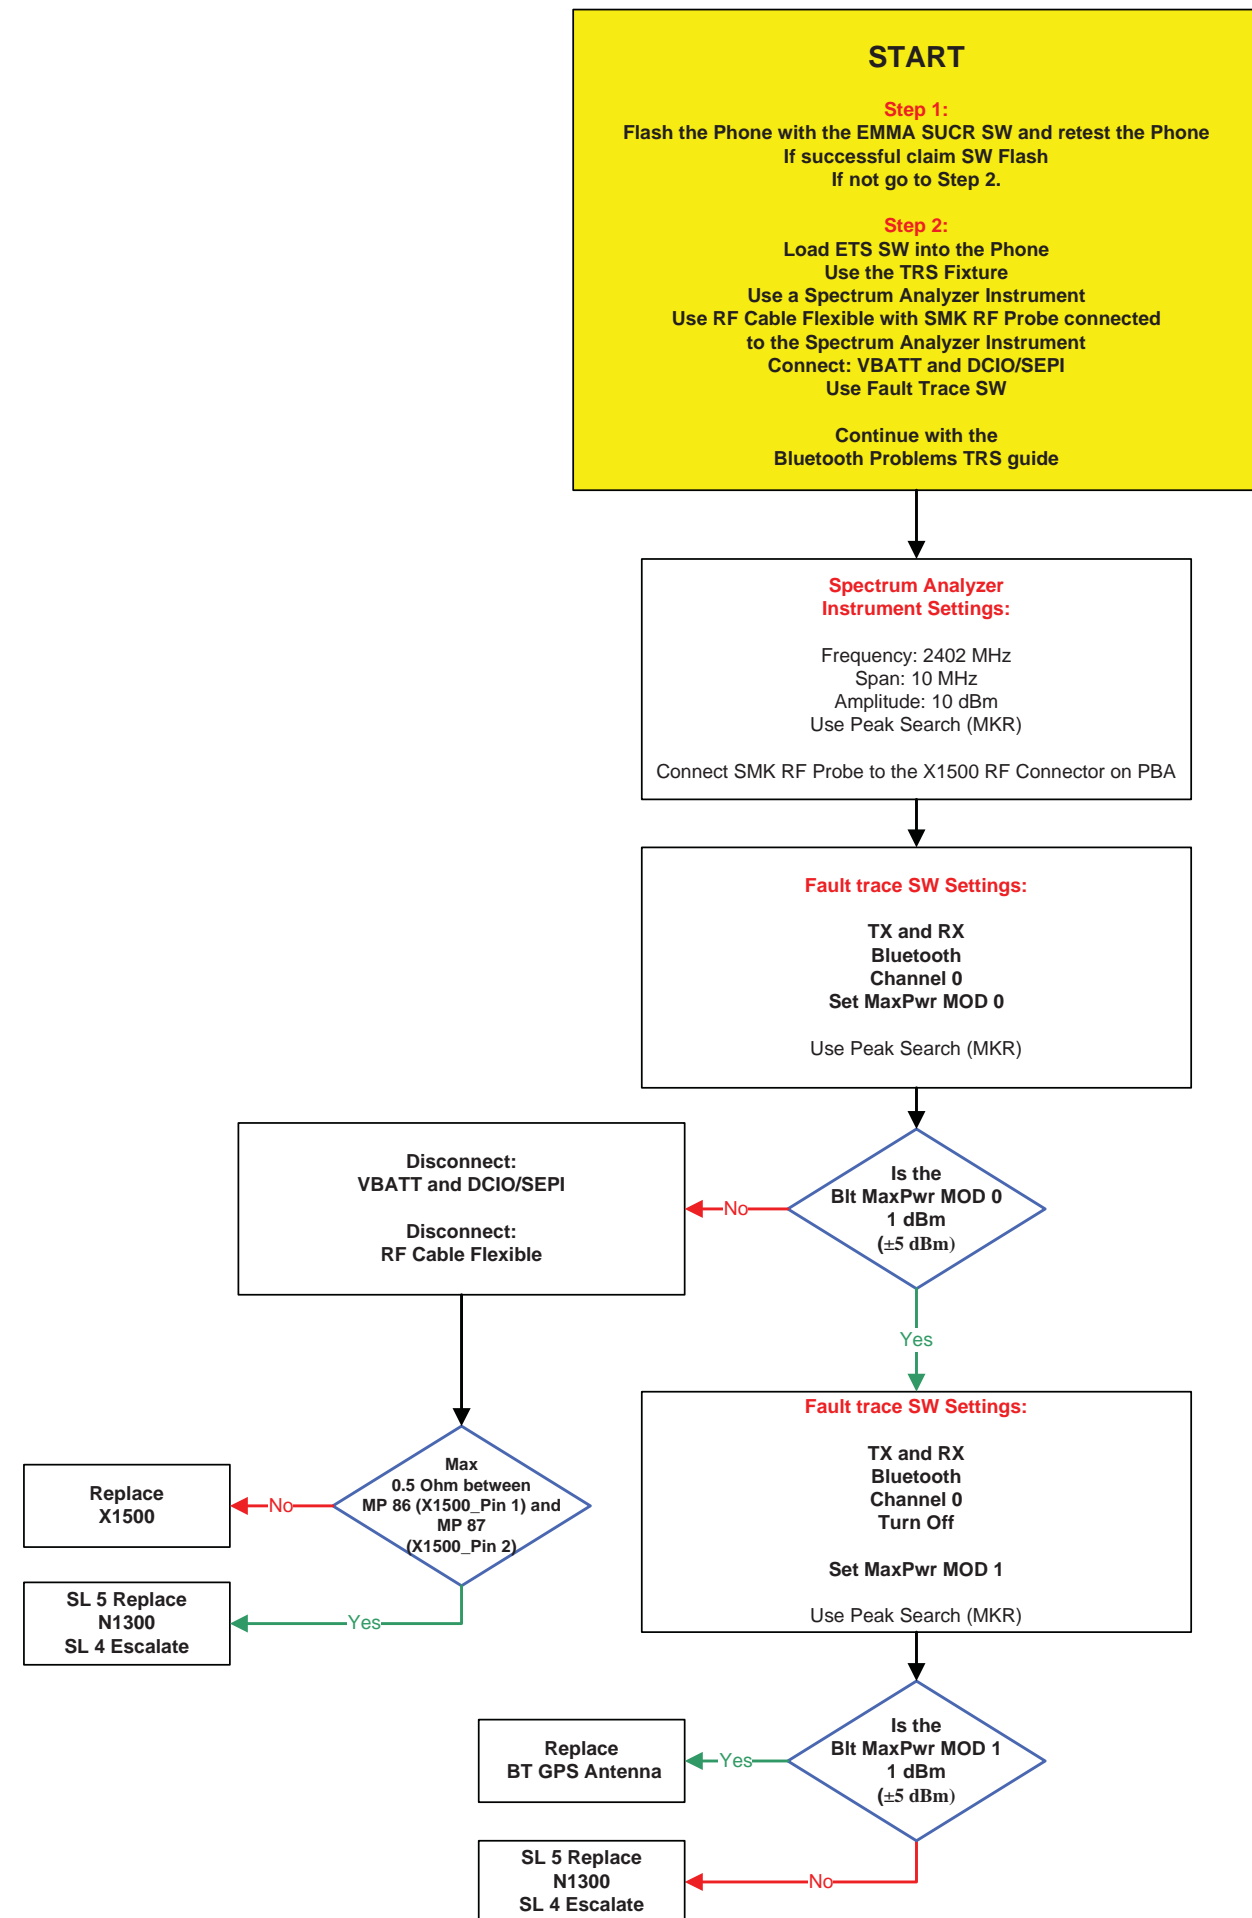 START
Step 1:
Flash the Phone with the EMMA SUCR SW and retest the Phone
If successful claim SW Flash
If not go to Step 2.
Step 2:
Load ETS SW into the Phone
Use the TRS Fixture
Use a Spectrum Analyzer Instrument
Use RF Cable Flexible with SMK RF Probe connected
to the Spectrum Analyzer Instrument
Connect: VBATT and DCIO/SEPI
Use Fault Trace SW
Continue with the
Bluetooth Problems TRS guide
Spectrum Analyzer
Instrument Settings:
Frequency: 2402 MHz
Span: 10 MHz
Amplitude: 10 dBm
Use Peak Search (MKR)
Connect SMK RF Probe to the X1500 RF Connector on PBA
Fault trace SW Settings:
TX and RX
Bluetooth
Channel 0
Set MaxPwr MOD 0
Use Peak Search (MKR)
Is the
Blt MaxPwr MOD 0
1 dBm
(±5 dBm)
No
Disconnect:
VBATT and DCIO/SEPI
Disconnect:
RF Cable Flexible
Yes
Max
0.5 Ohm between
MP 86 (X1500_Pin 1) and
MP 87
(X1500_Pin 2)
No
Replace
X1500
Yes
SL 5 Replace
N1300
SL 4 Escalate
Fault trace SW Settings:
TX and RX
Bluetooth
Channel 0
Turn Off
Set MaxPwr MOD 1
Use Peak Search (MKR)
Is the
Blt MaxPwr MOD 1
1 dBm
(±5 dBm)
Yes
Replace
BT GPS Antenna
No
SL 5 Replace
N1300
SL 4 Escalate